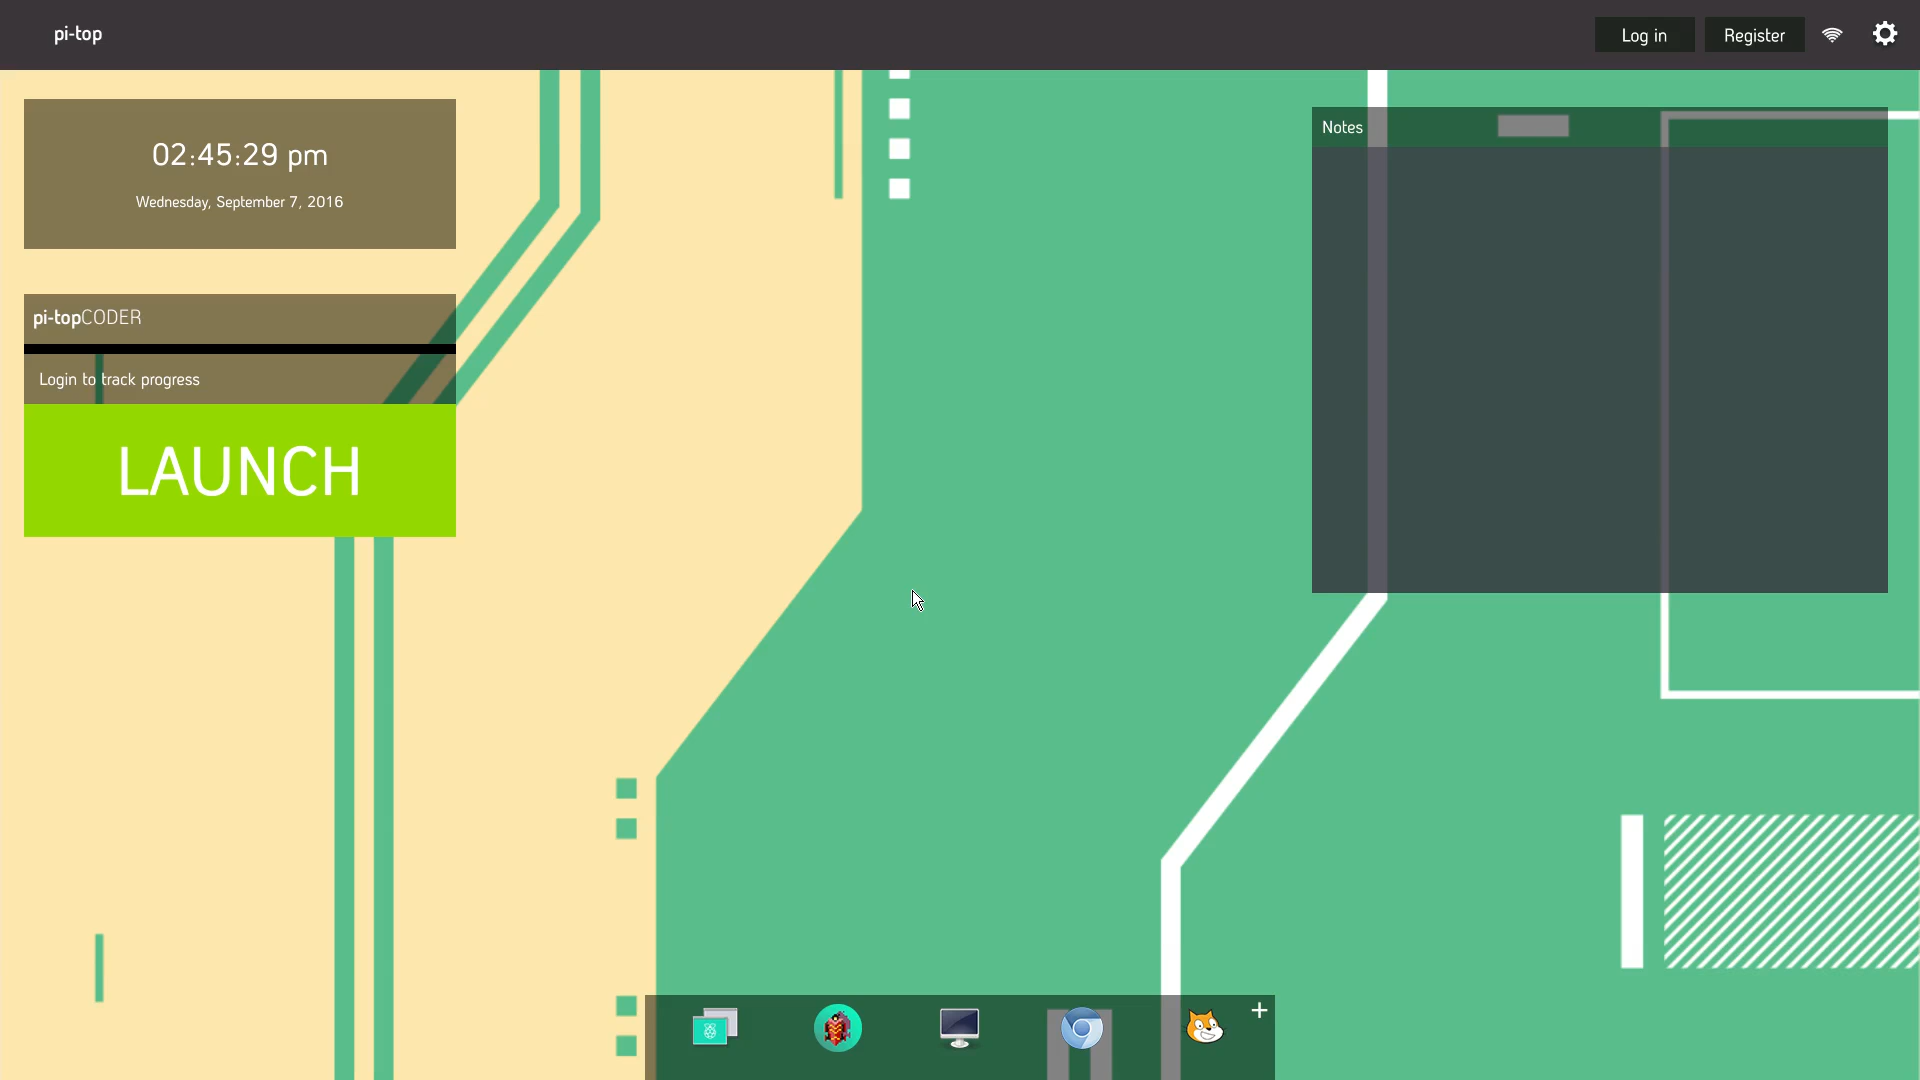 pi-top
Log in
Register
02:45:29 pm
Wednesday, September 7, 2016
Notes
pi-topCODER
Login to track progress
LAUNCH
+